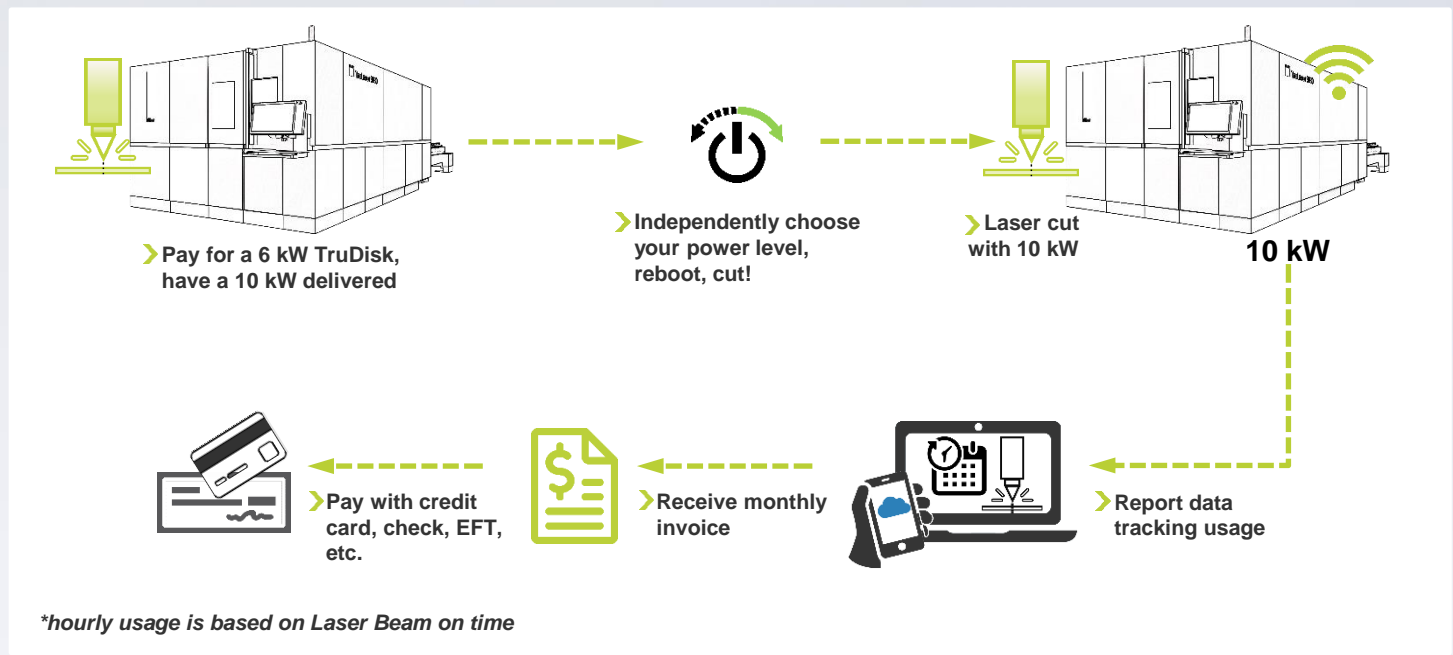 Pay for a 6 kW TruDisk,
have a 10 kW delivered
Independently choose
your power level,
reboot, cut!
Laser cut
with 10 kW
10 kW
Report data
tracking usage
Receive monthly
invoice
$
Pay with credit
card, check, EFT,
etc.
*hourly usage is based on Laser Beam on time